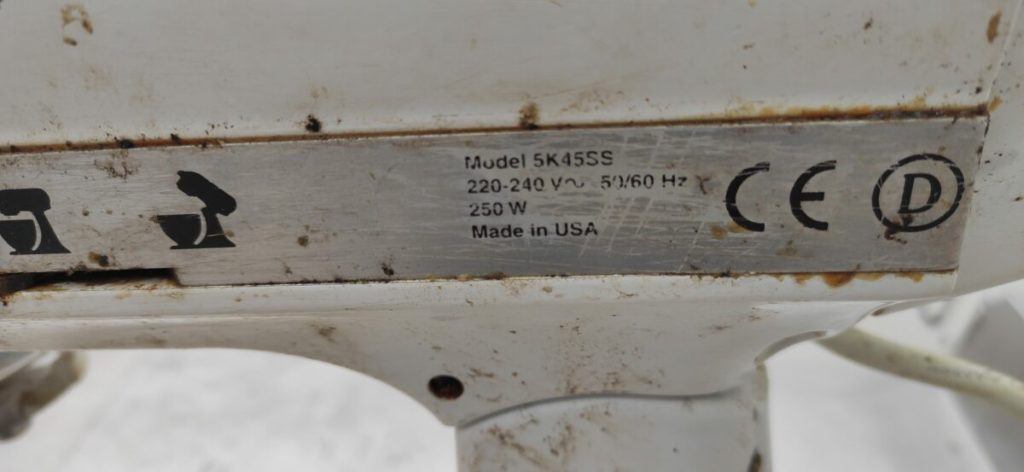 Model 5K45SS
220-240 V~ 50/60 Hz
250 W
Made in USA
CE
D